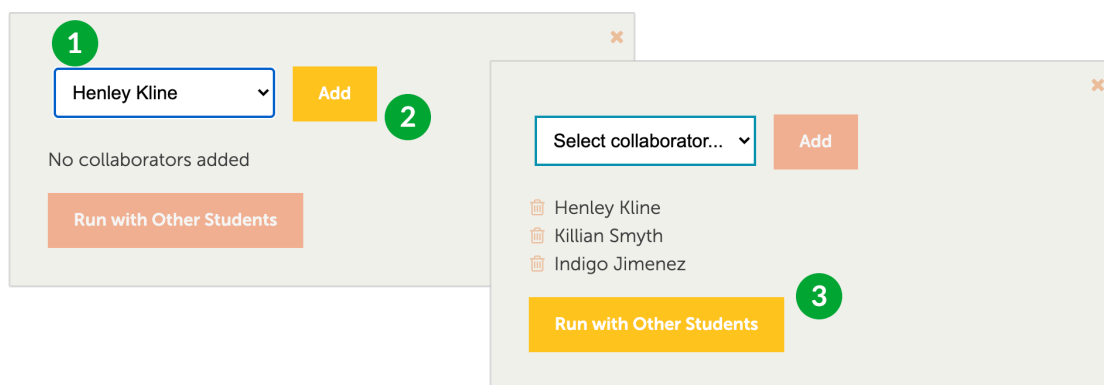 1
Henley Kline
Add
2
No collaborators added
Run with Other Students
Select collaborator...
Add
Henley Kline
Killian Smyth
Indigo Jimenez
3
Run with Other Students